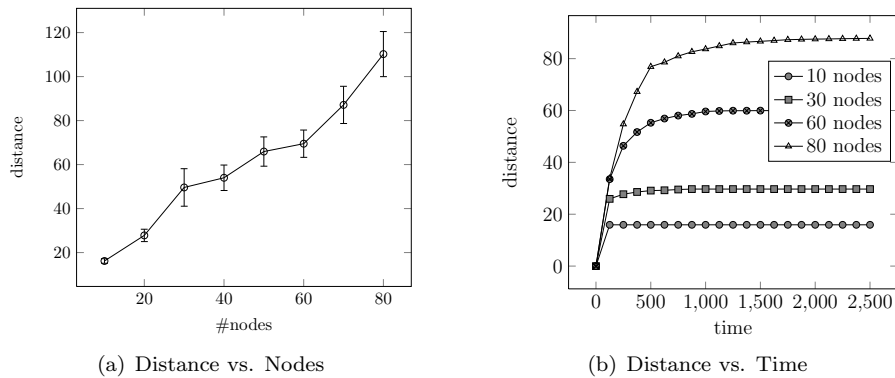 120
100
80
60
40
20
distance
20
40
60
80
#nodes
(a) Distance vs. Nodes
80
60
40
20
0
distance
0
500
1,000
1,500
2,000
2,500
time
10 nodes
30 nodes
60 nodes
80 nodes
(b) Distance vs. Time